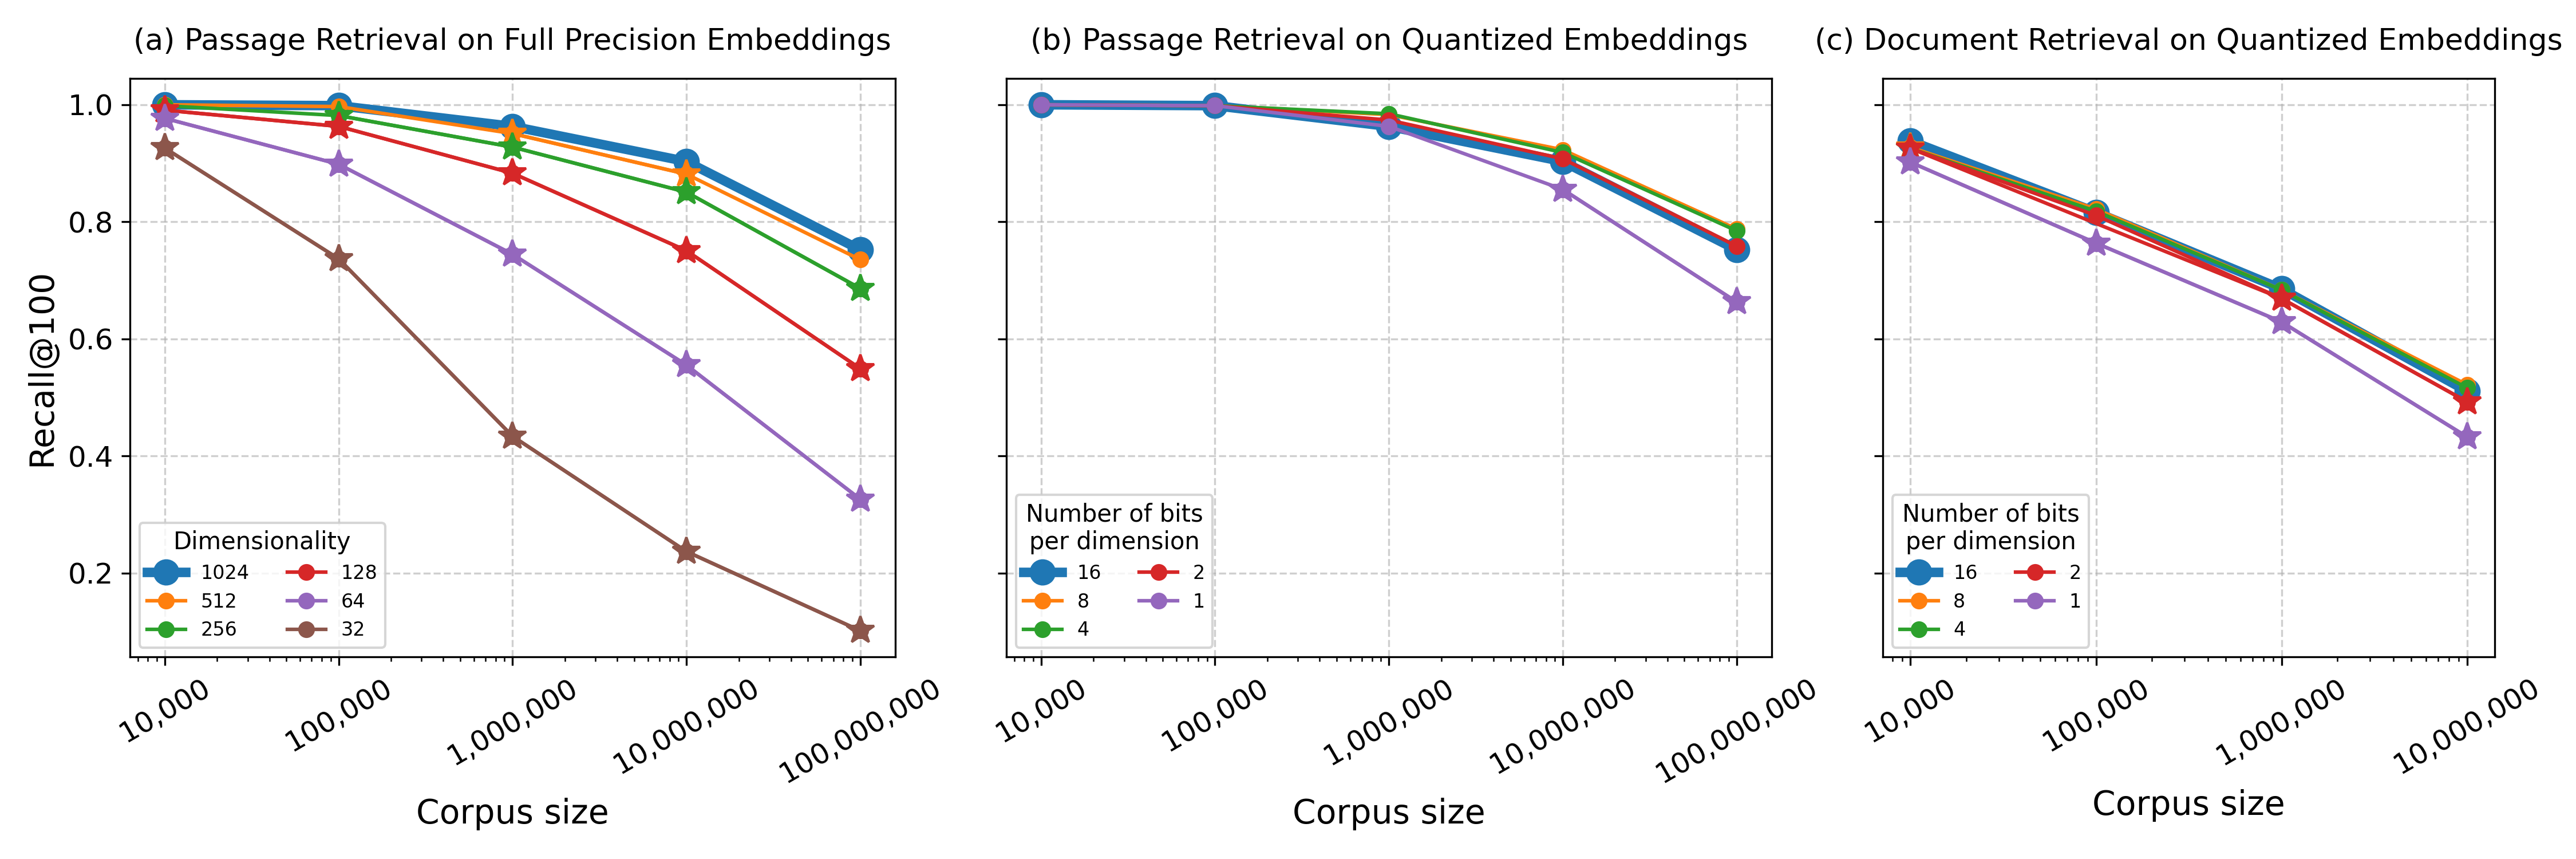 (a) Passage Retrieval on Full Precision Embeddings
Recall@100
1.0
0.8
0.6
0.4
0.2
Dimensionality
1024
512
256
128
64
32
10,000
100,000
1,000,000
10,000,000
100,000,000
Corpus size
(b) Passage Retrieval on Quantized Embeddings
Number of bits
per dimension
16
8
4
2
1
10,000
100,000
1,000,000
10,000,000
100,000,000
Corpus size
(c) Document Retrieval on Quantized Embeddings
Number of bits
per dimension
16
8
4
2
1
10,000
100,000
1,000,000
10,000,000
Corpus size